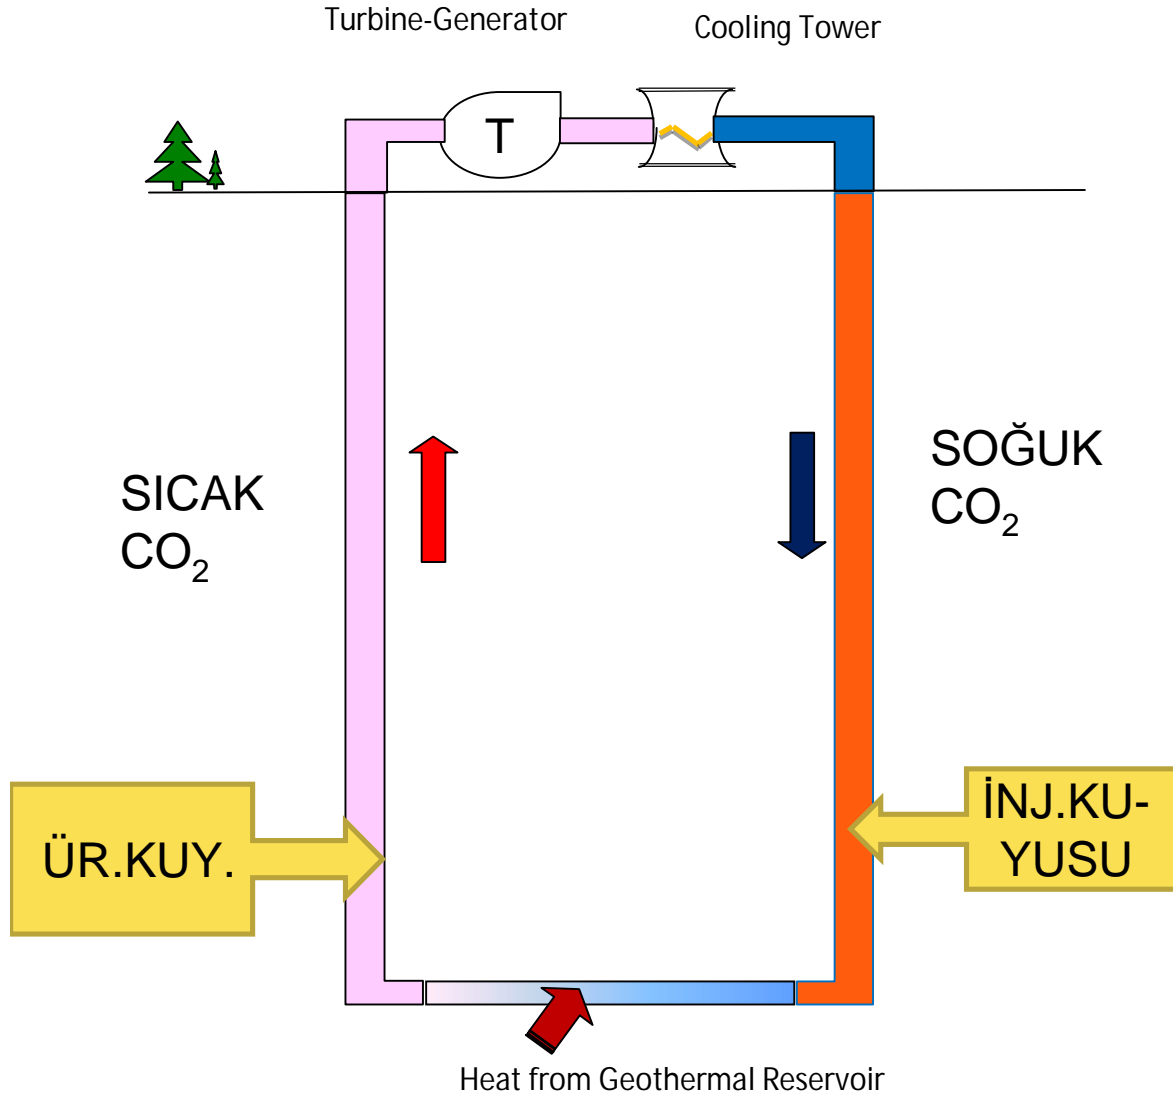 Turbine-Generator
Cooling Tower
T
SOĞUK
CO₂
SICAK
CO₂
İNJ.KU-
YUSU
ÜR.KUY.
Heat from Geothermal Reservoir